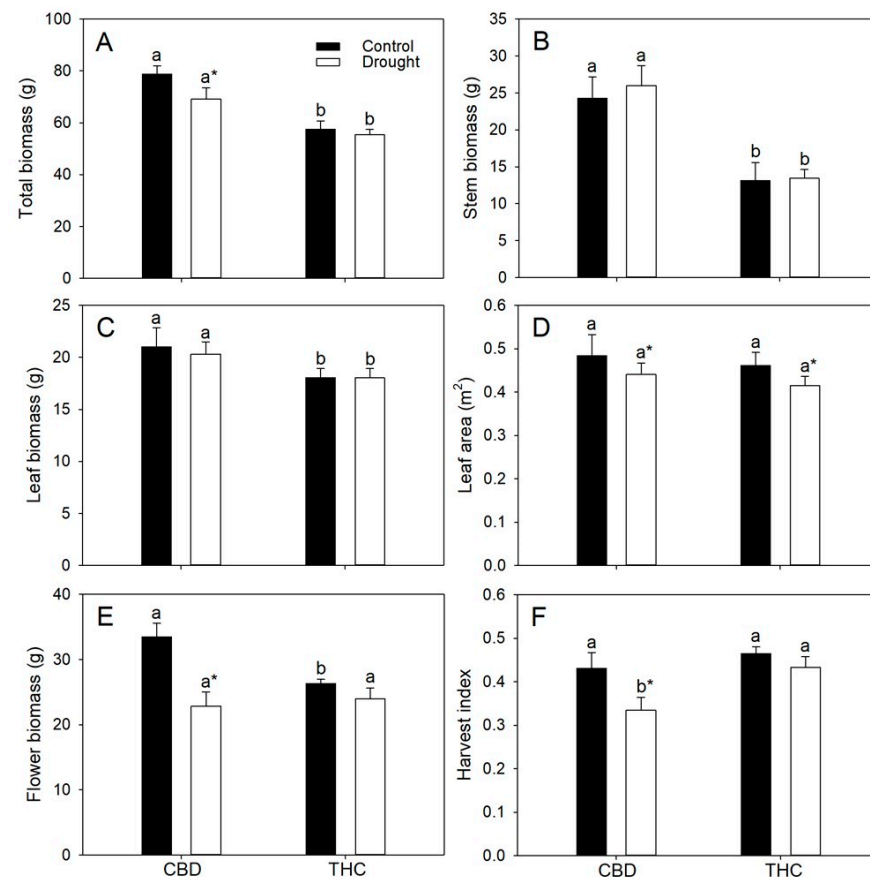 A
Control
Drought
Total biomass (g)
100
80
60
40
20
0
a
a*
b
b
B
Stem biomass (g)
35
30
25
20
15
10
5
0
a
a
b
b
C
Leaf biomass (g)
25
20
15
10
5
0
a
a
b
b
D
Leaf area (m²)
0.6
0.5
0.4
0.3
0.2
0.1
0.0
a
a*
a
a*
E
Flower biomass (g)
40
30
20
10
0
a
a*
b
a
CBD
THC
F
Harvest index
0.6
0.5
0.4
0.3
0.2
0.1
0.0
a
b*
a
a
CBD
THC